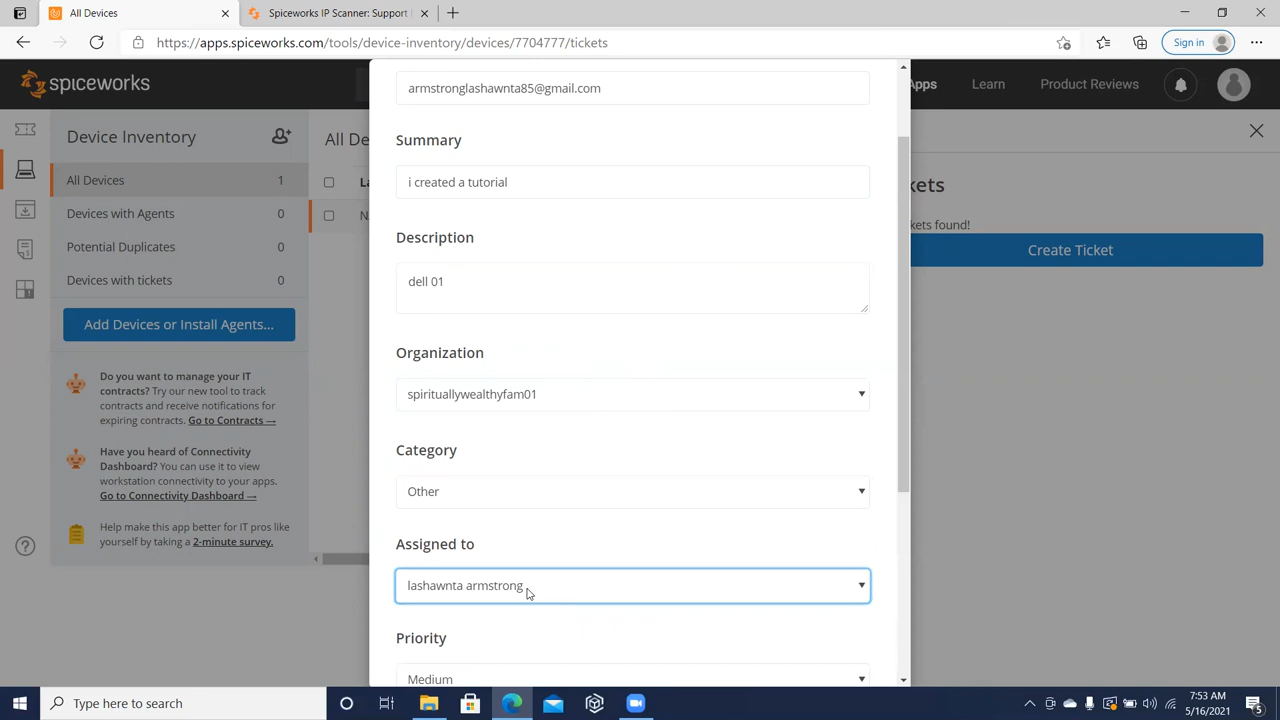 All Devices
Spiceworks IP Scanner: Support
https://apps.spiceworks.com/tools/device-inventory/devices/7704777/tickets
Sign in
spiceworks
Apps
Learn
Product Reviews
Device Inventory
All Devices 1
Devices with Agents 0
Potential Duplicates 0
Devices with tickets 0
Add Devices or Install Agents...
Do you want to manage your IT
contracts? Try our new tool to track
contracts and receive notifications for
expiring contracts. Go to Contracts →
Have you heard of Connectivity
Dashboard? You can use it to view
workstation connectivity to your apps.
Go to Connectivity Dashboard →
Help make this app better for IT pros like
yourself by taking a 2-minute survey.
All De
La
N
armstronglashawnta85@gmail.com
Summary
i created a tutorial
Description
dell 01
Organization
spirituallywealthyfam01
Category
Other
Assigned to
lashawnta armstrong
Priority
Medium
kets
kets found!
Create Ticket
Type here to search
7:53 AM
5/16/2021
5